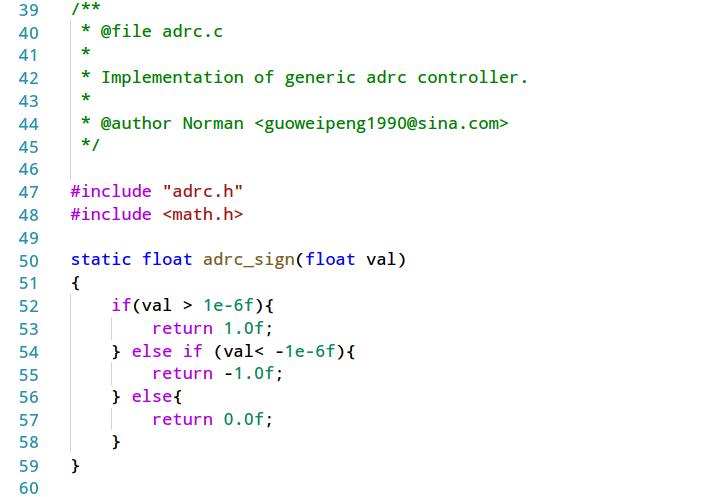 39 /**
40 * @file adrc.c
41 *
42 * Implementation of generic adrc controller.
43 *
44 * @author Norman <guoweipeng1990@sina.com>
45 */
46
47 #include "adrc.h"
48 #include <math.h>
49
50 static float adrc_sign(float val)
51 {
52     if(val > 1e-6f){
53         return 1.0f;
54     } else if (val< -1e-6f){
55         return -1.0f;
56     } else{
57         return 0.0f;
58     }
59 }
60